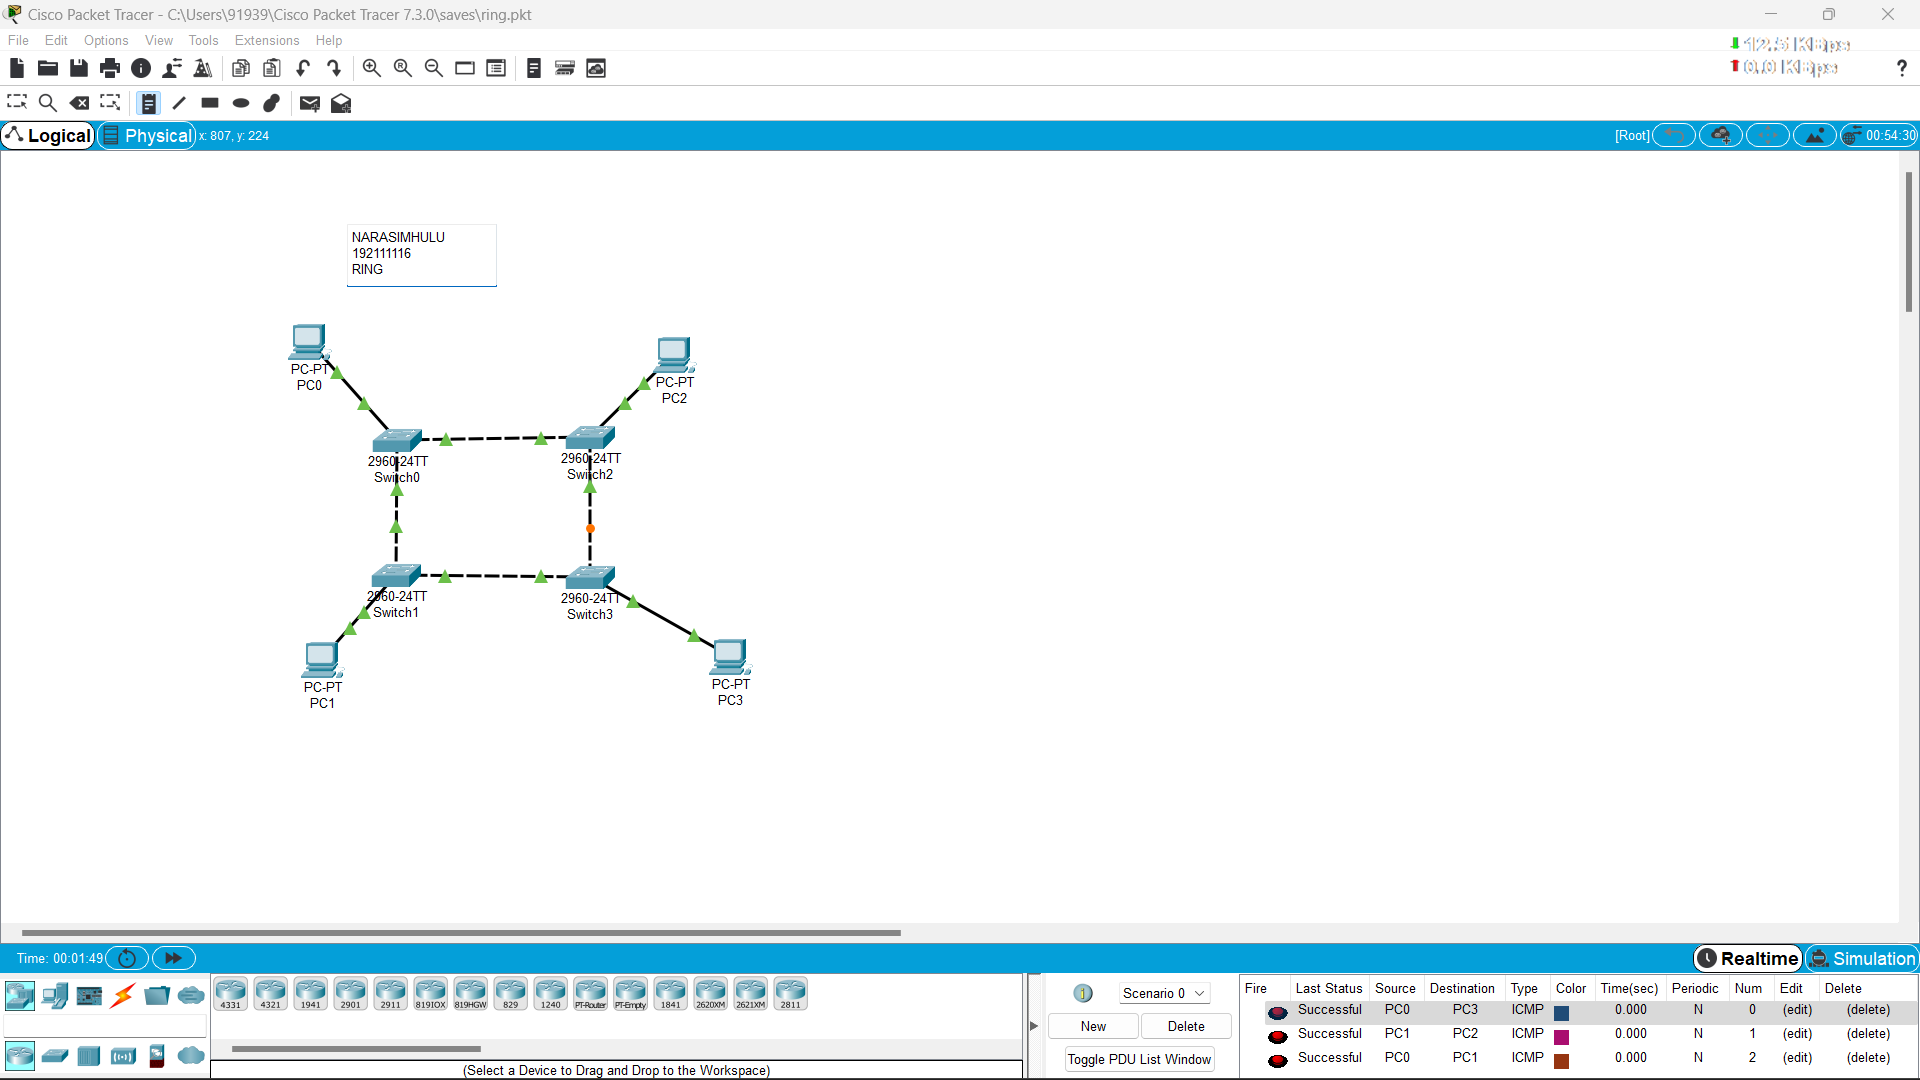 Cisco Packet Tracer - C:\Users\91939\Cisco Packet Tracer 7.3.0\saves\ring.pkt
File Edit Options View Tools Extensions Help
12.5 KBps
0.0 KBps
?
Logical Physical x: 807, y: 224 [Root] 00:54:30
NARASIMHULU
192111116
RING
PC-PT
PC0
PC-PT
PC2
2960-24TT
Switch0
2960-24TT
Switch2
2960-24TT
Switch1
2960-24TT
Switch3
PC-PT
PC1
PC-PT
PC3
Time: 00:01:49 Realtime Simulation
4331 4321 1941 2901 2911 819IOX 819HGW 829 1240 PT-Router PT-Empty 1841 2620XM 2621XM 2811
(Select a Device to Drag and Drop to the Workspace)
Scenario 0
New Delete
Toggle PDU List Window
Fire Last Status Source Destination Type Color Time(sec) Periodic Num Edit Delete
Successful PC0 PC3 ICMP 0.000 N 0 (edit) (delete)
Successful PC1 PC2 ICMP 0.000 N 1 (edit) (delete)
Successful PC0 PC1 ICMP 0.000 N 2 (edit) (delete)